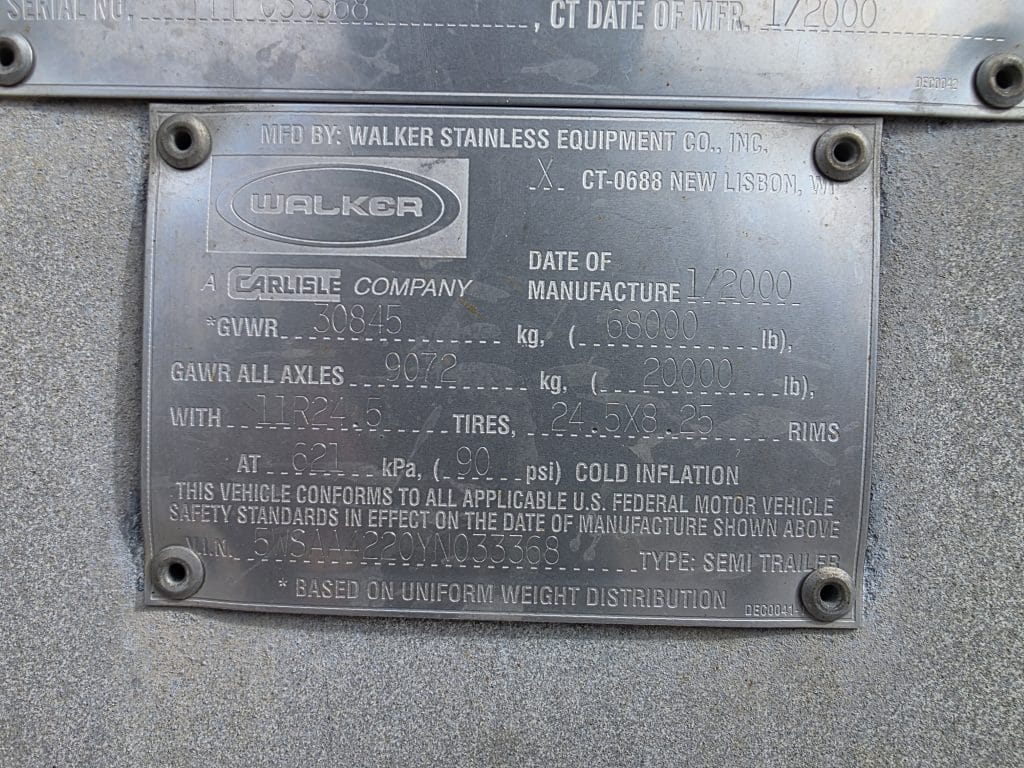 SERIAL NO. 033368, CT DATE OF MFR. 1/2000
DEC0042
MFD BY: WALKER STAINLESS EQUIPMENT CO., INC.
X CT-0688 NEW LISBON, WI
WALKER
A CARLISLE COMPANY
DATE OF
MANUFACTURE 1/2000
*GVWR 30845 kg, ( 68000 lb),
GAWR ALL AXLES 9072 kg, ( 20000 lb),
WITH 11R24.5 TIRES, 24.5X8.25 RIMS
AT 621 kPa, ( 90 psi) COLD INFLATION
THIS VEHICLE CONFORMS TO ALL APPLICABLE U.S. FEDERAL MOTOR VEHICLE
SAFETY STANDARDS IN EFFECT ON THE DATE OF MANUFACTURE SHOWN ABOVE
V.I.N. 5WSAA4220YN033368 TYPE: SEMI TRAILER
* BASED ON UNIFORM WEIGHT DISTRIBUTION
DEC0041-